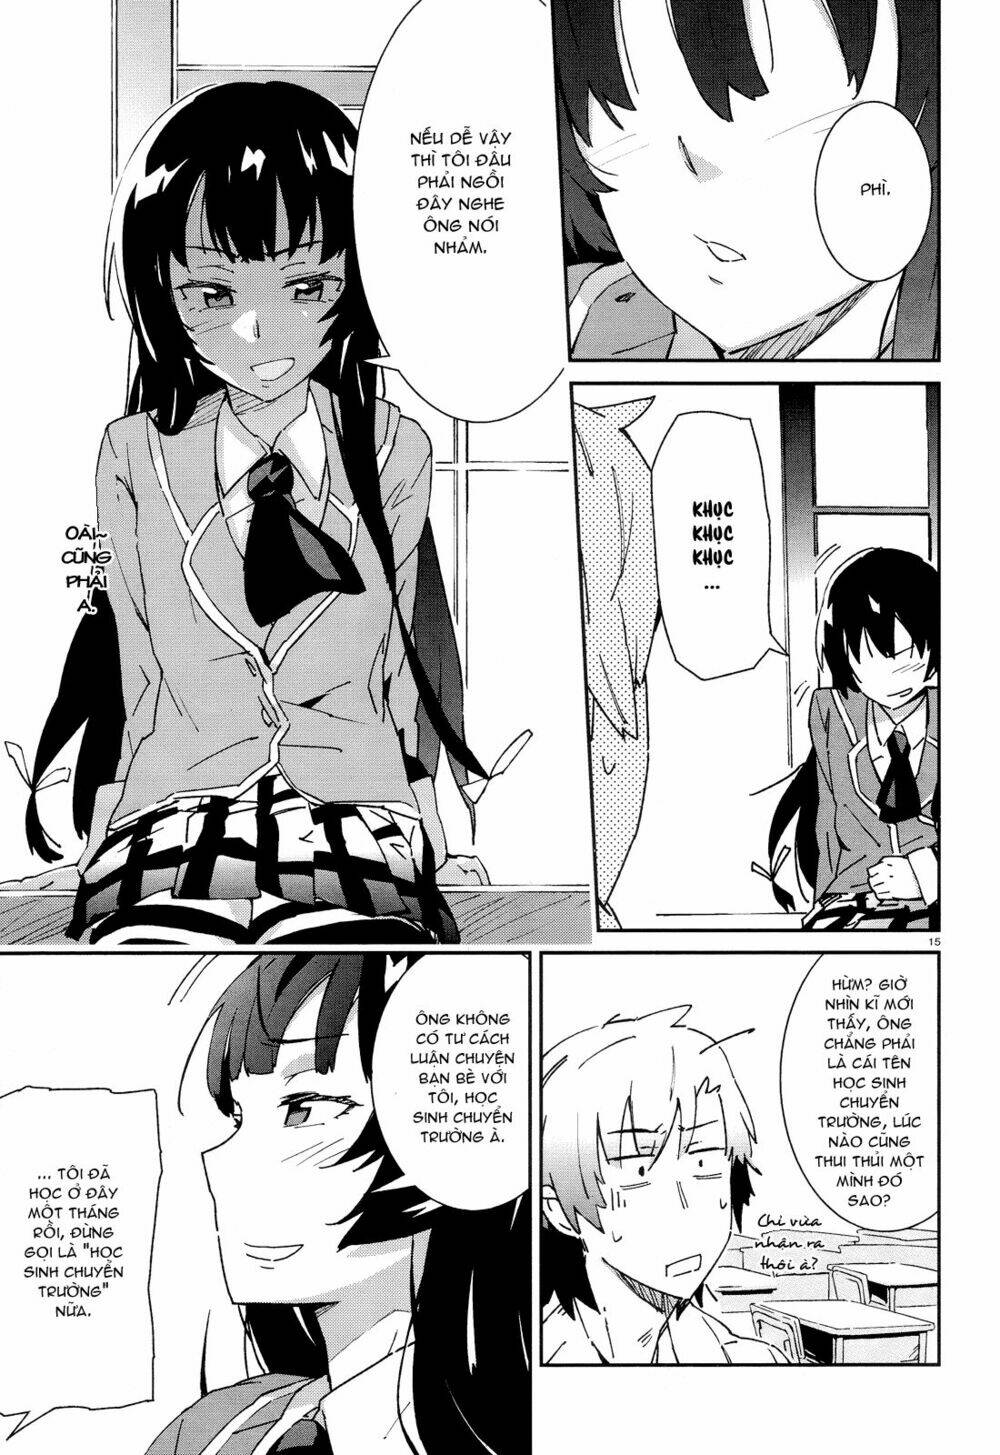 PHÌ.
NẾU DỄ VẬY
THÌ TÔI ĐÂU
PHẢI NGỒI
ĐÂY NGHE
ÔNG NÓI
NHẢM.
OÀI~
CŨNG
PHẢI
À.
KHỤC
KHỤC
KHỤC
...
15
HỪM? GIỜ
NHÌN KĨ MỚI
THẤY, ÔNG
CHẲNG PHẢI
LÀ CÁI TÊN
HỌC SINH
CHUYỂN
TRƯỜNG, LÚC
NÀO CŨNG
THUI THỦI MỘT
MÌNH ĐÓ
SAO?
Chỉ vừa
nhận ra
thôi à?
ÔNG KHÔNG
CÓ TƯ CÁCH
LUẬN CHUYỆN
BẠN BÈ VỚI
TÔI, HỌC
SINH CHUYỂN
TRƯỜNG À.
... TÔI ĐÃ
HỌC Ở ĐÂY
MỘT THÁNG
RỒI, ĐỪNG
GỌI LÀ "HỌC
SINH CHUYỂN
TRƯỜNG"
NỮA.